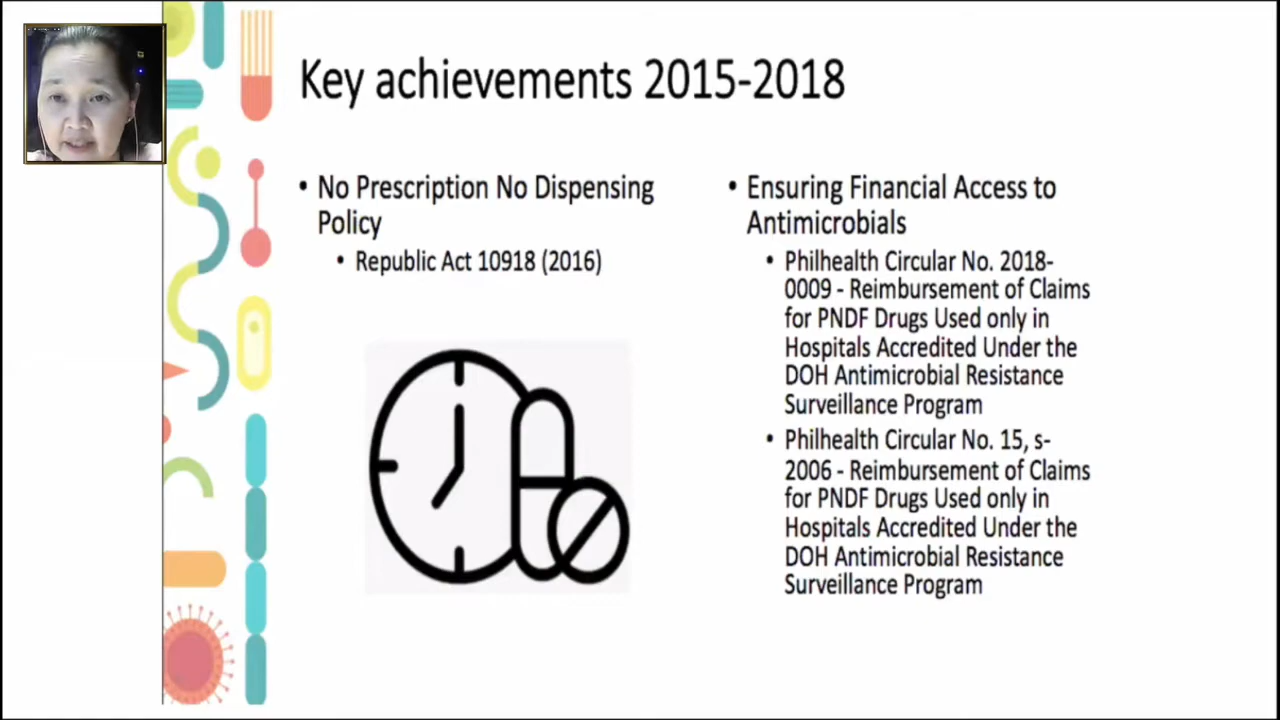 Key achievements 2015-2018
• No Prescription No Dispensing
Policy
• Republic Act 10918 (2016)
• Ensuring Financial Access to
Antimicrobials
• Philhealth Circular No. 2018-
0009 - Reimbursement of Claims
for PNDF Drugs Used only in
Hospitals Accredited Under the
DOH Antimicrobial Resistance
Surveillance Program
• Philhealth Circular No. 15, s-
2006 - Reimbursement of Claims
for PNDF Drugs Used only in
Hospitals Accredited Under the
DOH Antimicrobial Resistance
Surveillance Program